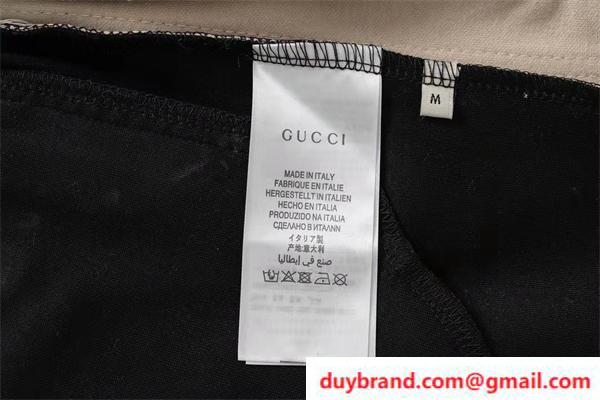 GUCCI
M
MADE IN ITALY
FABRIQUE EN ITALIE
HERGESTELLT IN ITALIEN
HECHO EN ITALIA
PRODUZIDO NA ITALIA
СДЕЛАНО В ИТАЛNN
イタリア製
产地:意大利
صنع في إيطاليا
duybrand.com@gmail.com